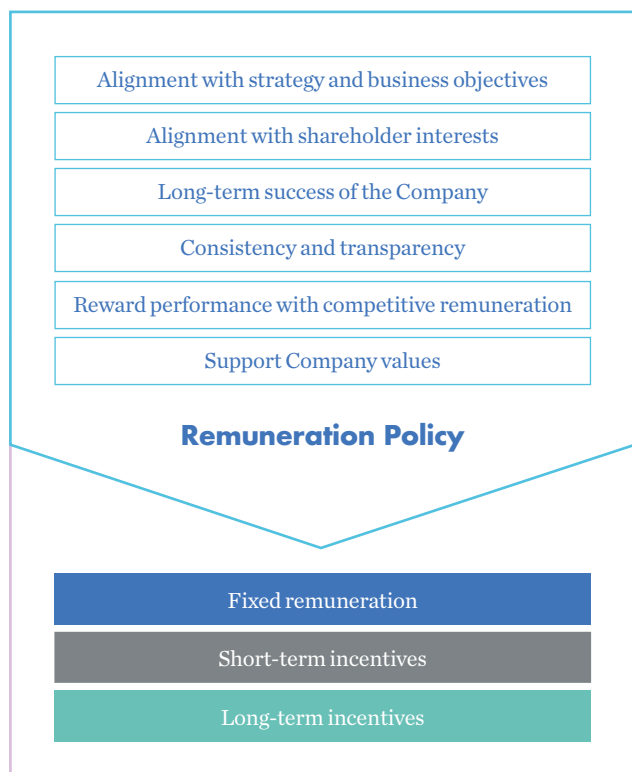 Alignment with strategy and business objectives
Alignment with shareholder interests
Long-term success of the Company
Consistency and transparency
Reward performance with competitive remuneration
Support Company values
Remuneration Policy
Fixed remuneration
Short-term incentives
Long-term incentives